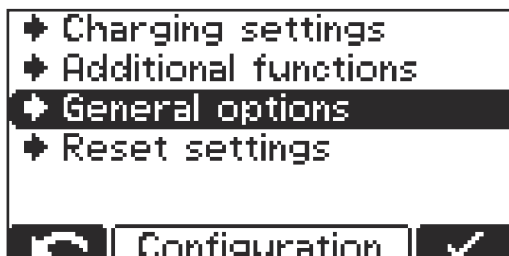 Charging settings
Additional functions
General options
Reset settings
Configuration